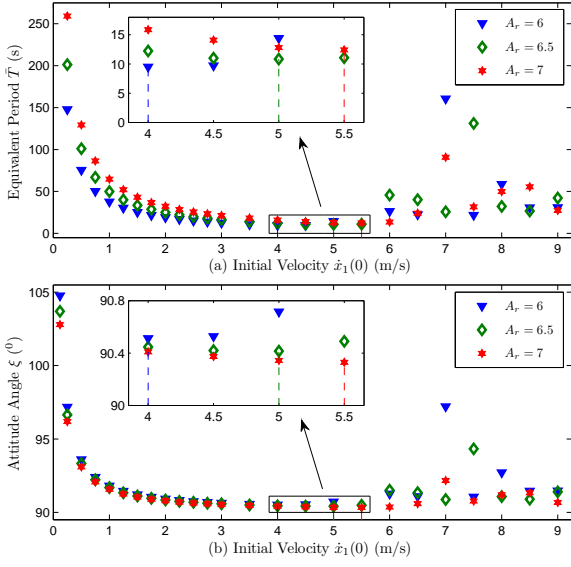 250
200
150
100
50
0
Equivalent Period T̄ (s)
15
10
5
0
4 4.5 5 5.5
A_r = 6
A_r = 6.5
A_r = 7
0 1 2 3 4 5 6 7 8 9
(a) Initial Velocity ẋ₁(0) (m/s)
105
100
95
90
Attitude Angle ξ (⁰)
90.8
90.4
90
4 4.5 5 5.5
A_r = 6
A_r = 6.5
A_r = 7
0 1 2 3 4 5 6 7 8 9
(b) Initial Velocity ẋ₁(0) (m/s)